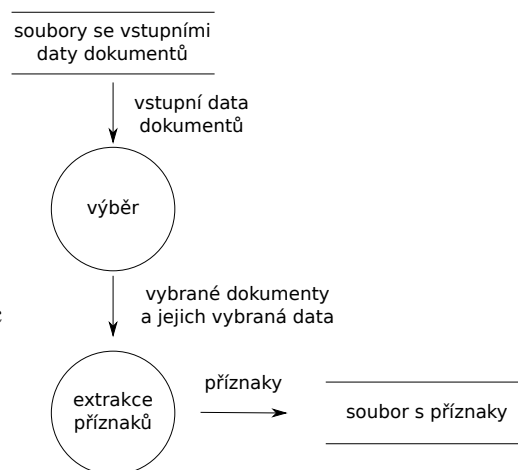 soubory se vstupními
daty dokumentů
vstupní data
dokumentů
výběr
vybrané dokumenty
a jejich vybraná data
příznaky
extrakce
příznaků
soubor s příznaky